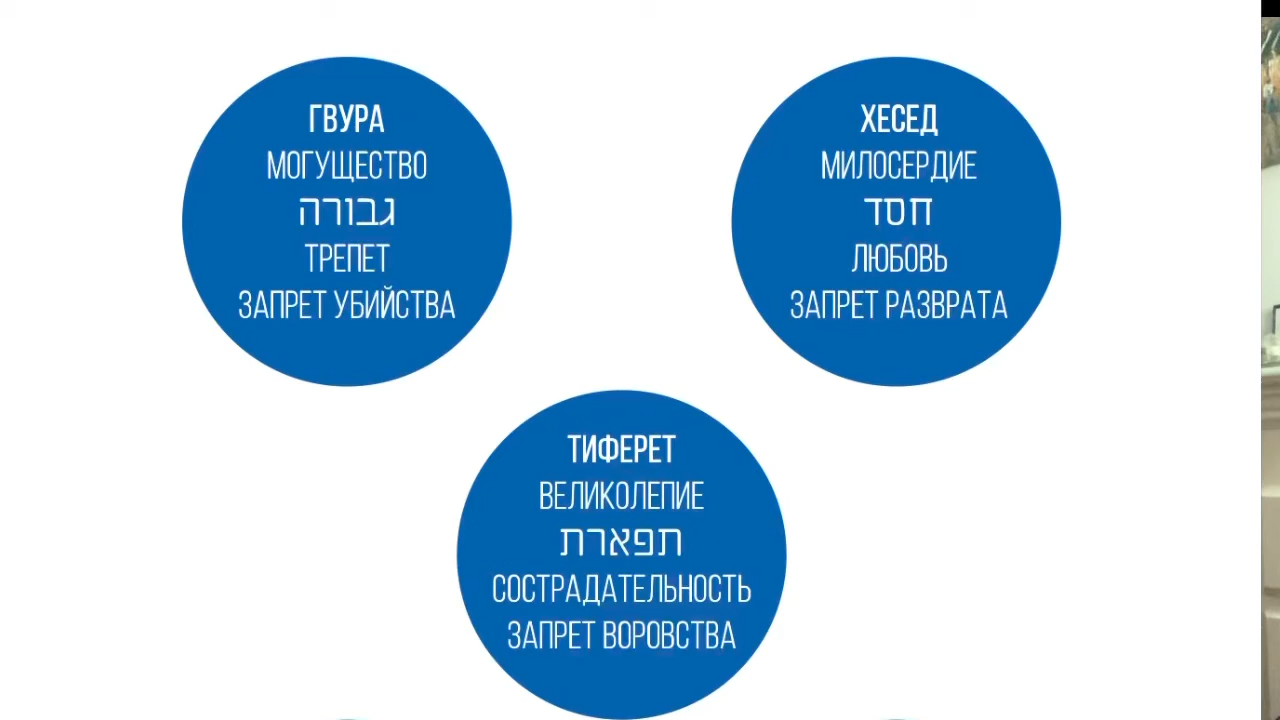 ГВУРА
МОГУЩЕСТВО
גבורה
ТРЕПЕТ
ЗАПРЕТ УБИЙСТВА
ХЕСЕД
МИЛОСЕРДИЕ
חסד
ЛЮБОВЬ
ЗАПРЕТ РАЗВРАТА
ТИФЕРЕТ
ВЕЛИКОЛЕПИЕ
תפארת
СОСТРАДАТЕЛЬНОСТЬ
ЗАПРЕТ ВОРОВСТВА